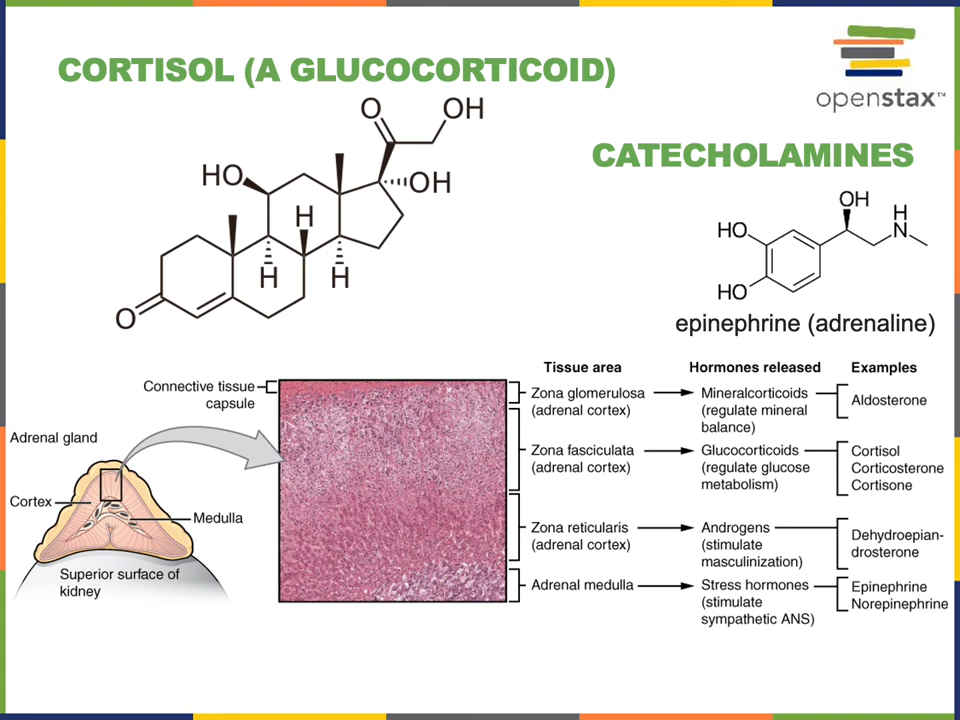 CORTISOL (A GLUCOCORTICOID)
openstax™
O
OH
HO
OH
H
H
H
O
CATECHOLAMINES
OH
HO
H
N
HO
epinephrine (adrenaline)
Tissue area
Hormones released
Examples
Connective tissue
capsule
Adrenal gland
Cortex
Medulla
Superior surface of
kidney
Zona glomerulosa
(adrenal cortex)
Mineralcorticoids
(regulate mineral
balance)
Aldosterone
Zona fasciculata
(adrenal cortex)
Glucocorticoids
(regulate glucose
metabolism)
Cortisol
Corticosterone
Cortisone
Zona reticularis
(adrenal cortex)
Androgens
(stimulate
masculinization)
Dehydroepian-
drosterone
Adrenal medulla
Stress hormones
(stimulate
sympathetic ANS)
Epinephrine
Norepinephrine